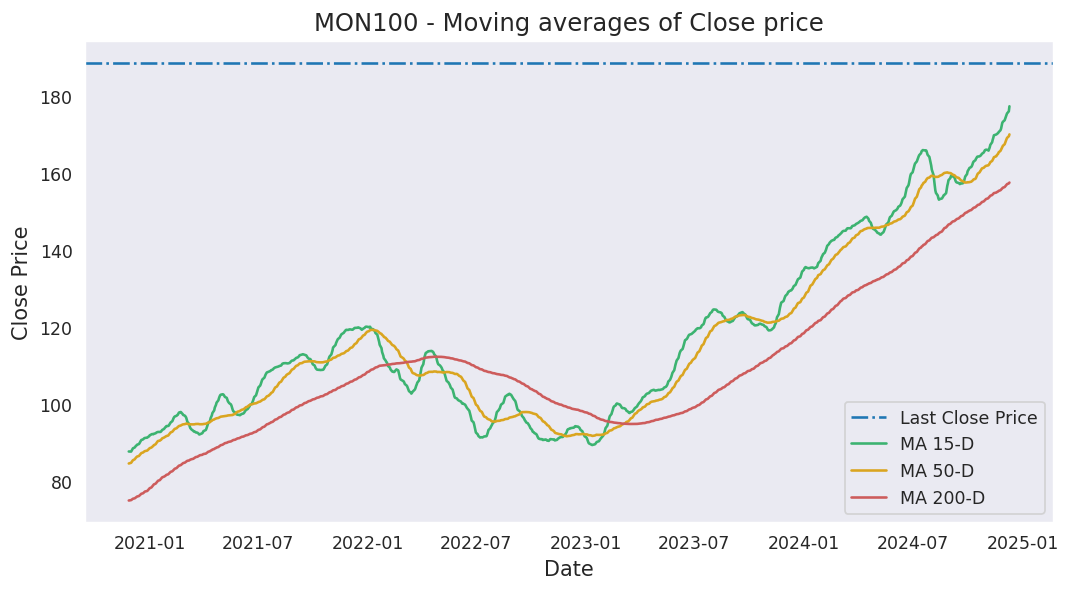 MON100 - Moving averages of Close price
Close Price
180
160
140
120
100
80
2021-01
2021-07
2022-01
2022-07
2023-01
2023-07
2024-01
2024-07
2025-01
Date
Last Close Price
MA 15-D
MA 50-D
MA 200-D